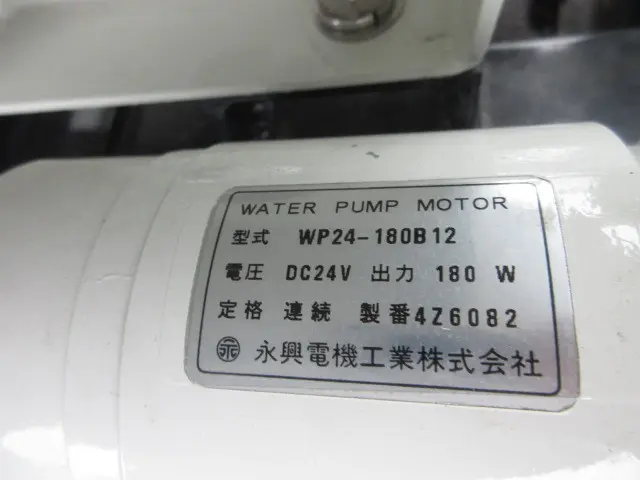 WATER PUMP MOTOR
型式 WP24-180B12
電圧 DC24V 出力 180 W
定格 連続 製番4Z6082
永興電機工業株式会社